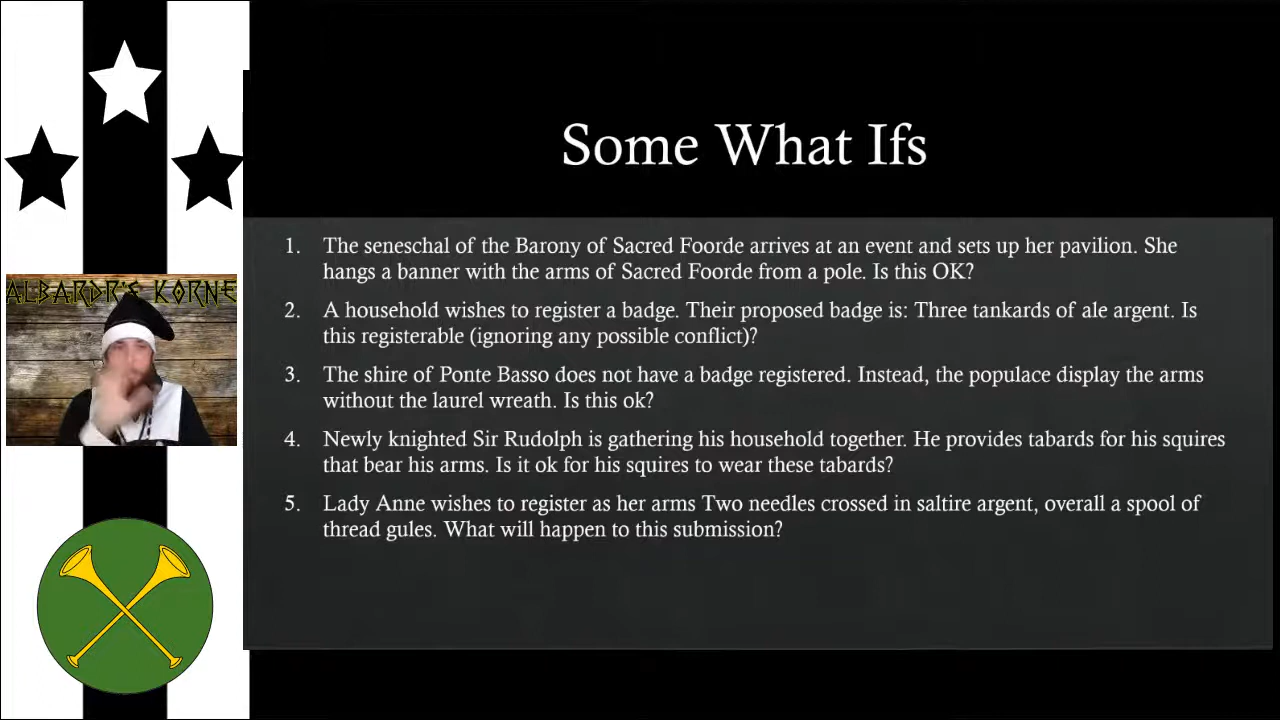 Some What Ifs
1. The seneschal of the Barony of Sacred Foorde arrives at an event and sets up her pavilion. She
hangs a banner with the arms of Sacred Foorde from a pole. Is this OK?
2. A household wishes to register a badge. Their proposed badge is: Three tankards of ale argent. Is
this registerable (ignoring any possible conflict)?
3. The shire of Ponte Basso does not have a badge registered. Instead, the populace display the arms
without the laurel wreath. Is this ok?
4. Newly knighted Sir Rudolph is gathering his household together. He provides tabards for his squires
that bear his arms. Is it ok for his squires to wear these tabards?
5. Lady Anne wishes to register as her arms Two needles crossed in saltire argent, overall a spool of
thread gules. What will happen to this submission?
ALBARDR'S KORNE